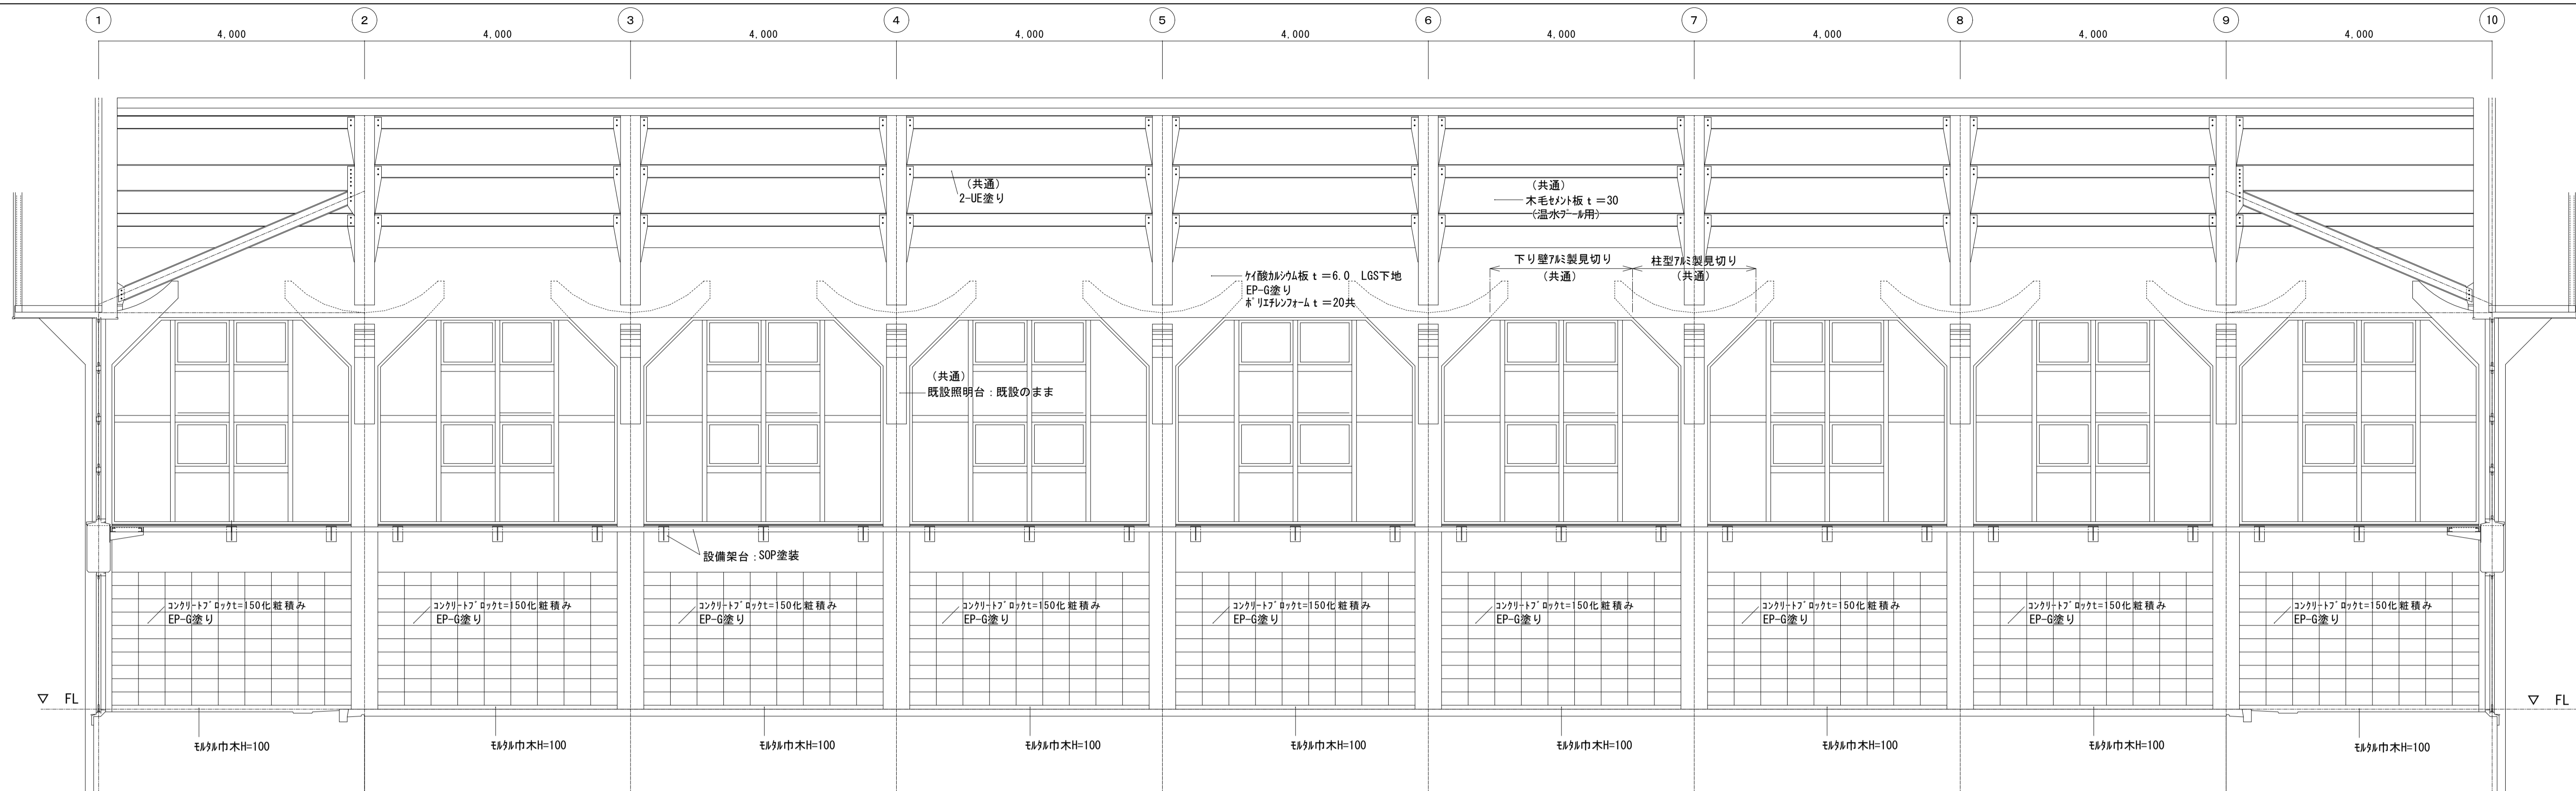 1 2 3 4 5 6 7 8 9 10
4,000 4,000 4,000 4,000 4,000 4,000 4,000 4,000 4,000
（共通）
2-UE塗り
（共通）
木毛ｾﾒﾝﾄ板ｔ＝30
（温水ﾌﾟｰﾙ用）
ｹｲ酸ｶﾙｼｳﾑ板ｔ＝6.0　LGS下地
EP-G塗り
ﾎﾟﾘｴﾁﾚﾝﾌｫｰﾑｔ＝20共
下り壁ｱﾙﾐ製見切り
（共通）
柱型ｱﾙﾐ製見切り
（共通）
（共通）
既設照明台：既設のまま
設備架台：SOP塗装
ｺﾝｸﾘｰﾄﾌﾞﾛｯｸt=150化粧積み
EP-G塗り
ｺﾝｸﾘｰﾄﾌﾞﾛｯｸt=150化粧積み
EP-G塗り
ｺﾝｸﾘｰﾄﾌﾞﾛｯｸt=150化粧積み
EP-G塗り
ｺﾝｸﾘｰﾄﾌﾞﾛｯｸt=150化粧積み
EP-G塗り
ｺﾝｸﾘｰﾄﾌﾞﾛｯｸt=150化粧積み
EP-G塗り
ｺﾝｸﾘｰﾄﾌﾞﾛｯｸt=150化粧積み
EP-G塗り
ｺﾝｸﾘｰﾄﾌﾞﾛｯｸt=150化粧積み
EP-G塗り
ｺﾝｸﾘｰﾄﾌﾞﾛｯｸt=150化粧積み
EP-G塗り
ｺﾝｸﾘｰﾄﾌﾞﾛｯｸt=150化粧積み
EP-G塗り
▽　FL
▽　FL
ﾓﾙﾀﾙ巾木H=100
ﾓﾙﾀﾙ巾木H=100
ﾓﾙﾀﾙ巾木H=100
ﾓﾙﾀﾙ巾木H=100
ﾓﾙﾀﾙ巾木H=100
ﾓﾙﾀﾙ巾木H=100
ﾓﾙﾀﾙ巾木H=100
ﾓﾙﾀﾙ巾木H=100
ﾓﾙﾀﾙ巾木H=100